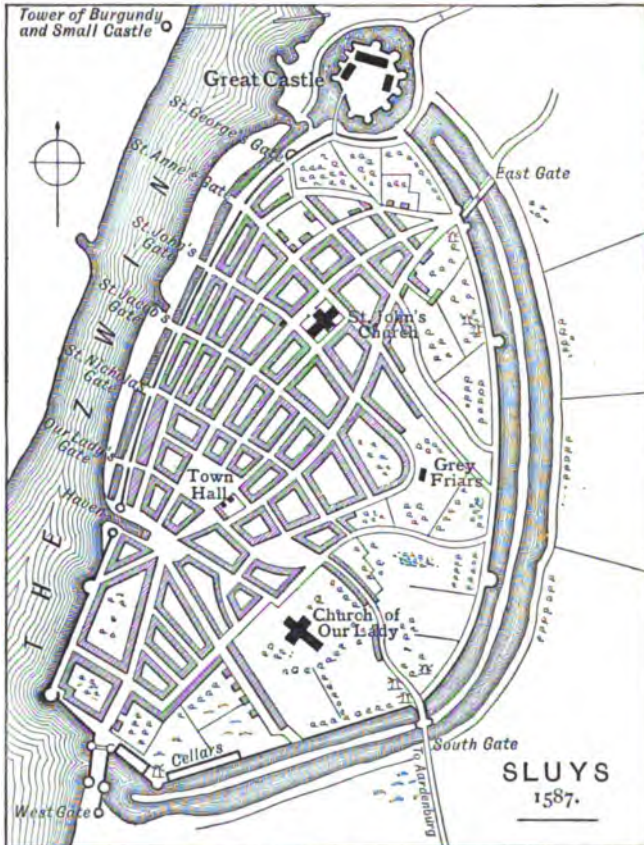 Tower of Burgundy
and Small Castle
Great Castle
St. George's Gate
St. Anne's Gate
East Gate
St. John's
Gate
St. John's
Church
St. Jacob's
Gate
St. Nicholas
Gate
Our Lady's
Gate
Grey
Friars
Town
Hall
Haven
THE ZWIN
Church of
Our Lady
Cellars
South Gate
To Aardenburg
West Gate
SLUYS
1587.